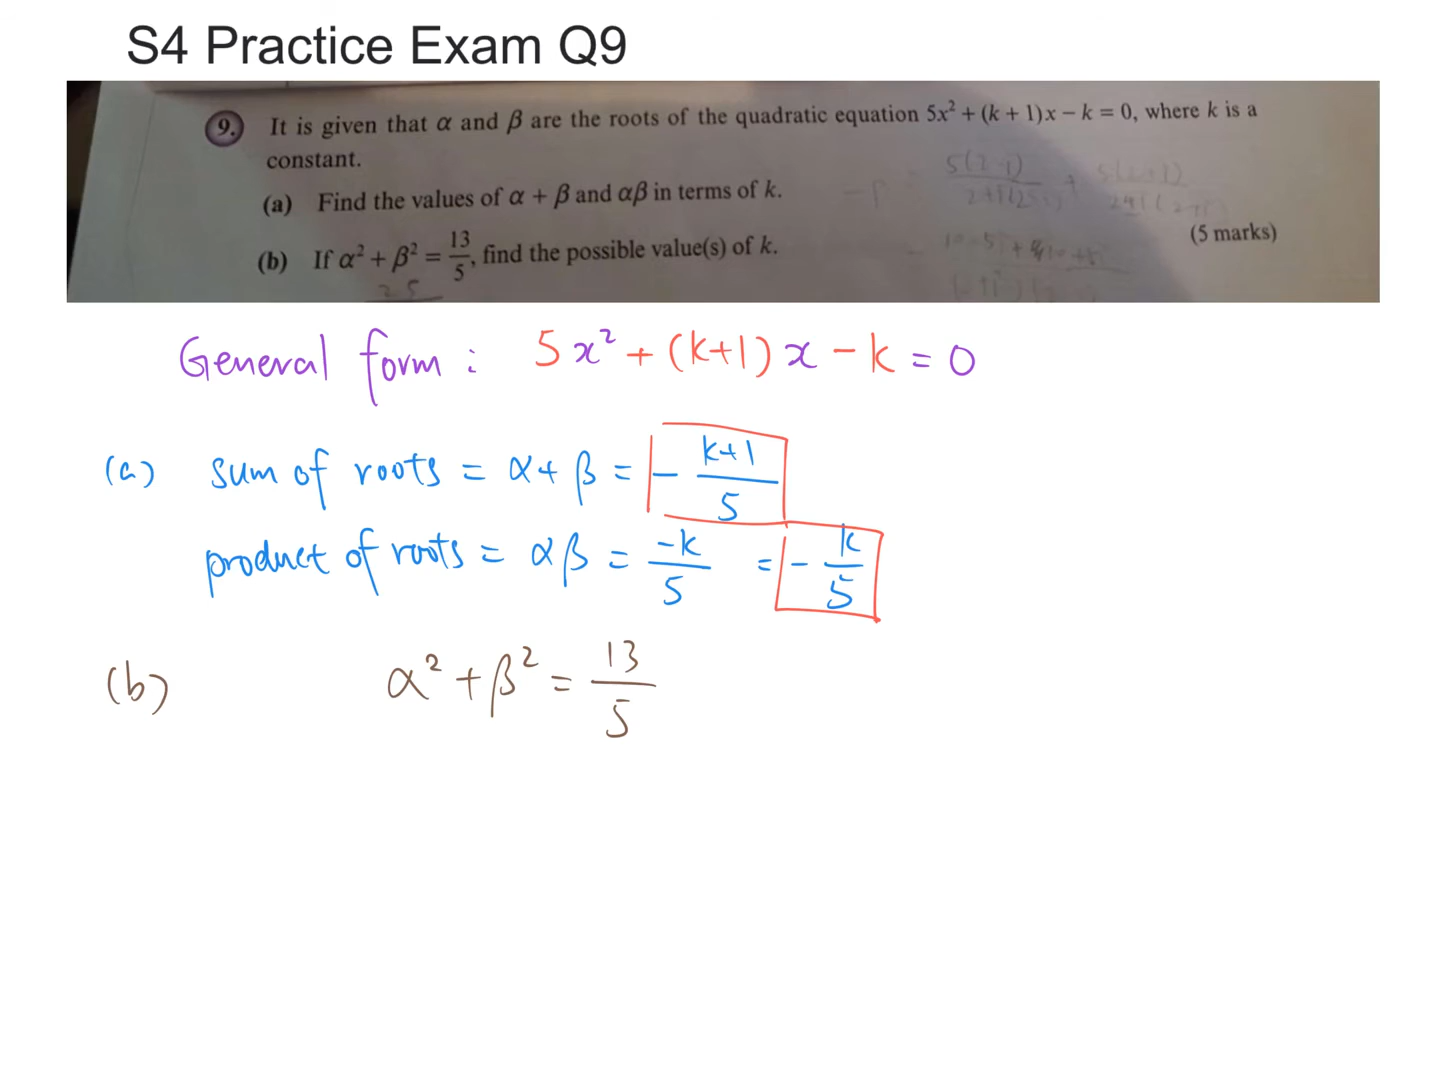 S4 Practice Exam Q9
9. It is given that α and β are the roots of the quadratic equation 5x² + (k + 1)x − k = 0, where k is a
constant.
(a) Find the values of α + β and αβ in terms of k.
(b) If α² + β² = 13/5, find the possible value(s) of k.
(5 marks)
General form : 5x² + (k+1)x − k = 0
(a) sum of roots = α + β = − (k+1)/5
product of roots = αβ = −k/5 = − k/5
(b) α² + β² = 13/5